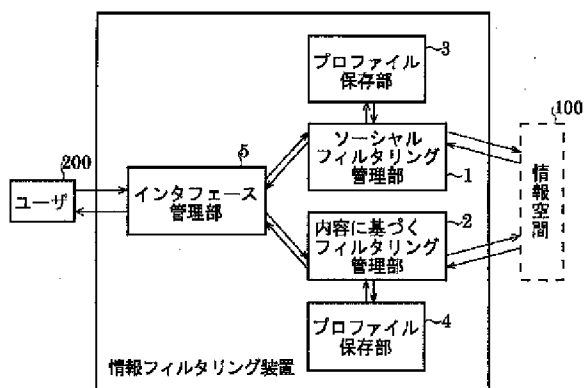 プロファイル
保存部
3
100
ソーシャル
フィルタリング
管理部
1
5
200
ユーザ
インタフェース
管理部
情報空間
2
内容に基づく
フィルタリング
管理部
プロファイル
保存部
4
情報フィルタリング装置